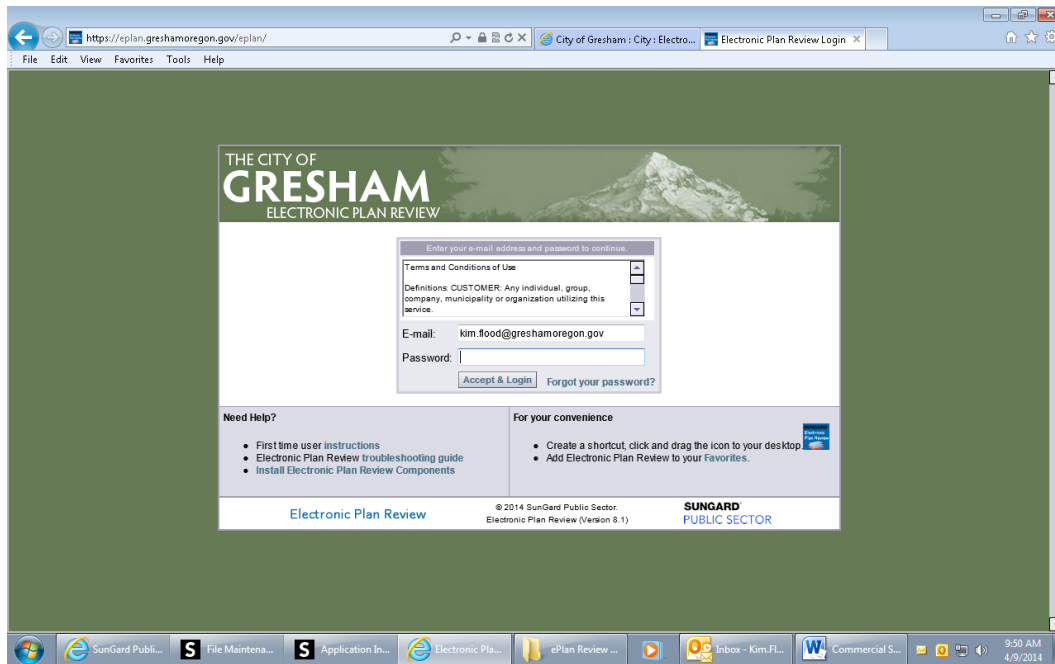 https://eplan.greshamoregon.gov/eplan/
City of Gresham : City : Electro...
Electronic Plan Review Login
File Edit View Favorites Tools Help
THE CITY OF
GRESHAM
ELECTRONIC PLAN REVIEW
Enter your e-mail address and password to continue.
Terms and Conditions of Use
Definitions: CUSTOMER: Any individual, group,
company, municipality or organization utilizing this
service.
E-mail: kim.flood@greshamoregon.gov
Password:
Accept & Login Forgot your password?
Need Help?
First time user instructions
Electronic Plan Review troubleshooting guide
Install Electronic Plan Review Components
For your convenience
Create a shortcut, click and drag the icon to your desktop.
Add Electronic Plan Review to your Favorites.
SUNGARD
Electronic
Plan Review
Electronic Plan Review
© 2014 SunGard Public Sector.
Electronic Plan Review (Version 8.1)
SUNGARD
PUBLIC SECTOR
SunGard Publi...
File Maintena...
Application In...
Electronic Pla...
ePlan Review ...
Inbox - Kim.Fl...
Commercial S...
9:50 AM
4/9/2014